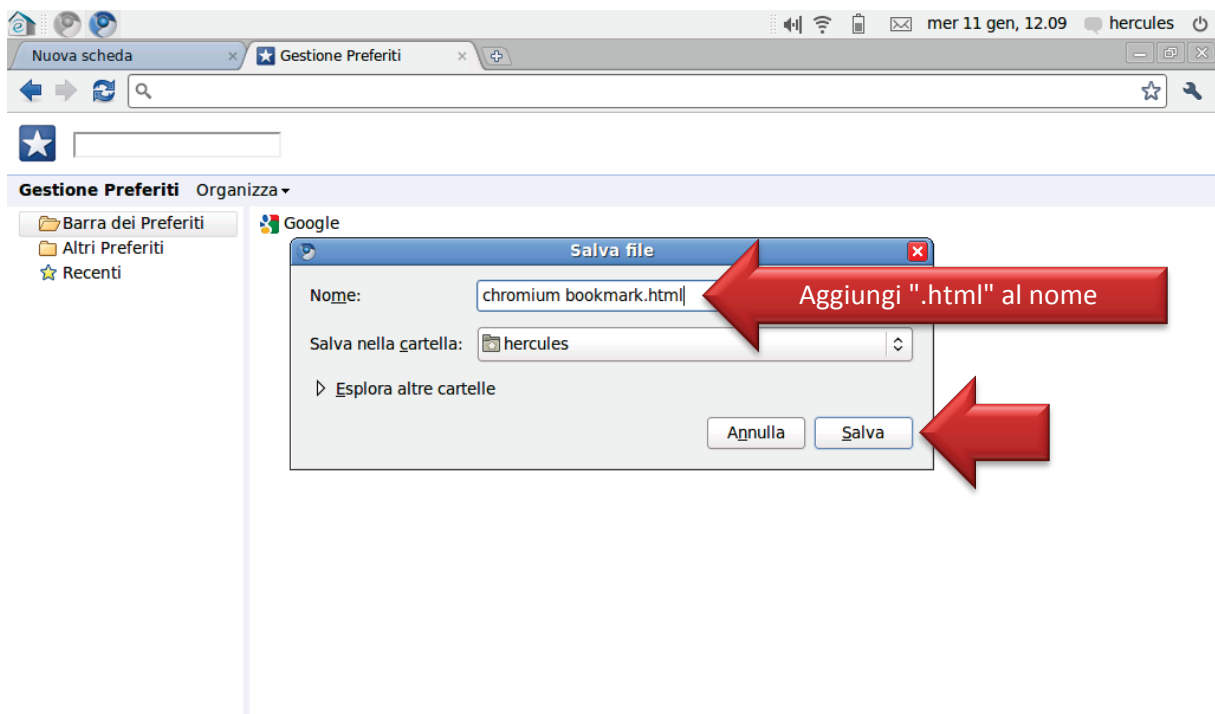 mer 11 gen, 12.09 hercules
Nuova scheda
Gestione Preferiti
Gestione Preferiti Organizza
Barra dei Preferiti
Altri Preferiti
Recenti
Google
Salva file
Nome:
chromium bookmark.html
Aggiungi ".html" al nome
Salva nella cartella:
hercules
Esplora altre cartelle
Annulla
Salva